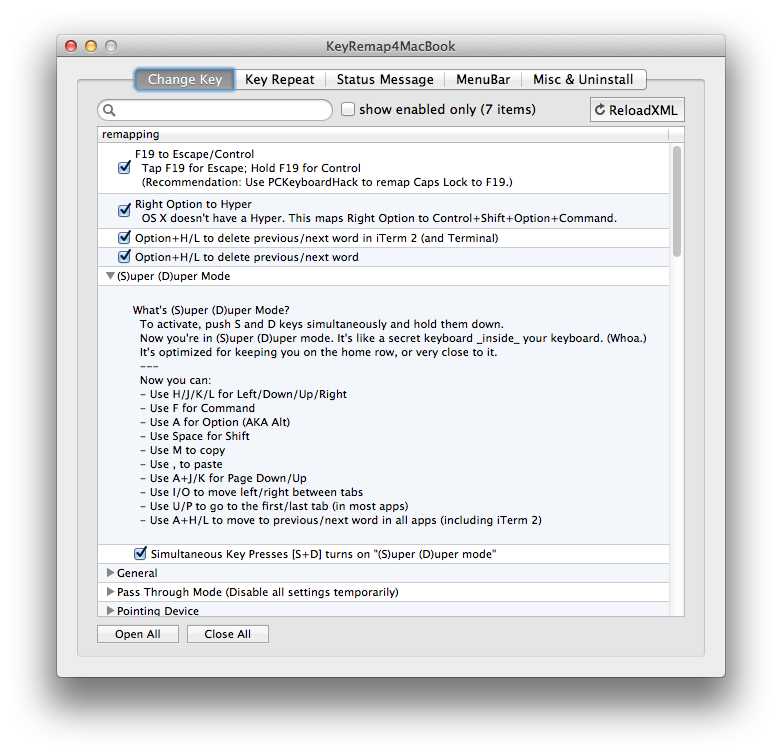 KeyRemap4MacBook
Change Key
Key Repeat
Status Message
MenuBar
Misc & Uninstall
show enabled only (7 items)
ReloadXML
remapping
F19 to Escape/Control
Tap F19 for Escape; Hold F19 for Control
(Recommendation: Use PCKeyboardHack to remap Caps Lock to F19.)
Right Option to Hyper
OS X doesn't have a Hyper. This maps Right Option to Control+Shift+Option+Command.
Option+H/L to delete previous/next word in iTerm 2 (and Terminal)
Option+H/L to delete previous/next word
(S)uper (D)uper Mode
What's (S)uper (D)uper Mode?
To activate, push S and D keys simultaneously and hold them down.
Now you're in (S)uper (D)uper mode. It's like a secret keyboard _inside_ your keyboard. (Whoa.)
It's optimized for keeping you on the home row, or very close to it.
---
Now you can:
- Use H/J/K/L for Left/Down/Up/Right
- Use F for Command
- Use A for Option (AKA Alt)
- Use Space for Shift
- Use M to copy
- Use , to paste
- Use A+J/K for Page Down/Up
- Use I/O to move left/right between tabs
- Use U/P to go to the first/last tab (in most apps)
- Use A+H/L to move to previous/next word in all apps (including iTerm 2)
Simultaneous Key Presses [S+D] turns on "(S)uper (D)uper mode"
General
Pass Through Mode (Disable all settings temporarily)
Pointing Device
Open All
Close All